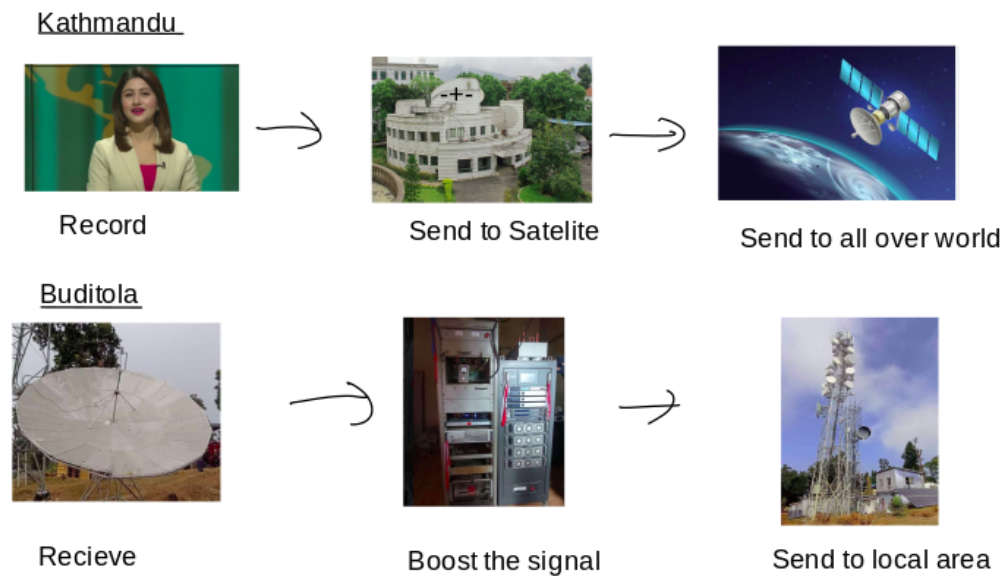 Kathmandu
Record
Send to Satelite
Send to all over world
Buditola
Recieve
Boost the signal
Send to local area